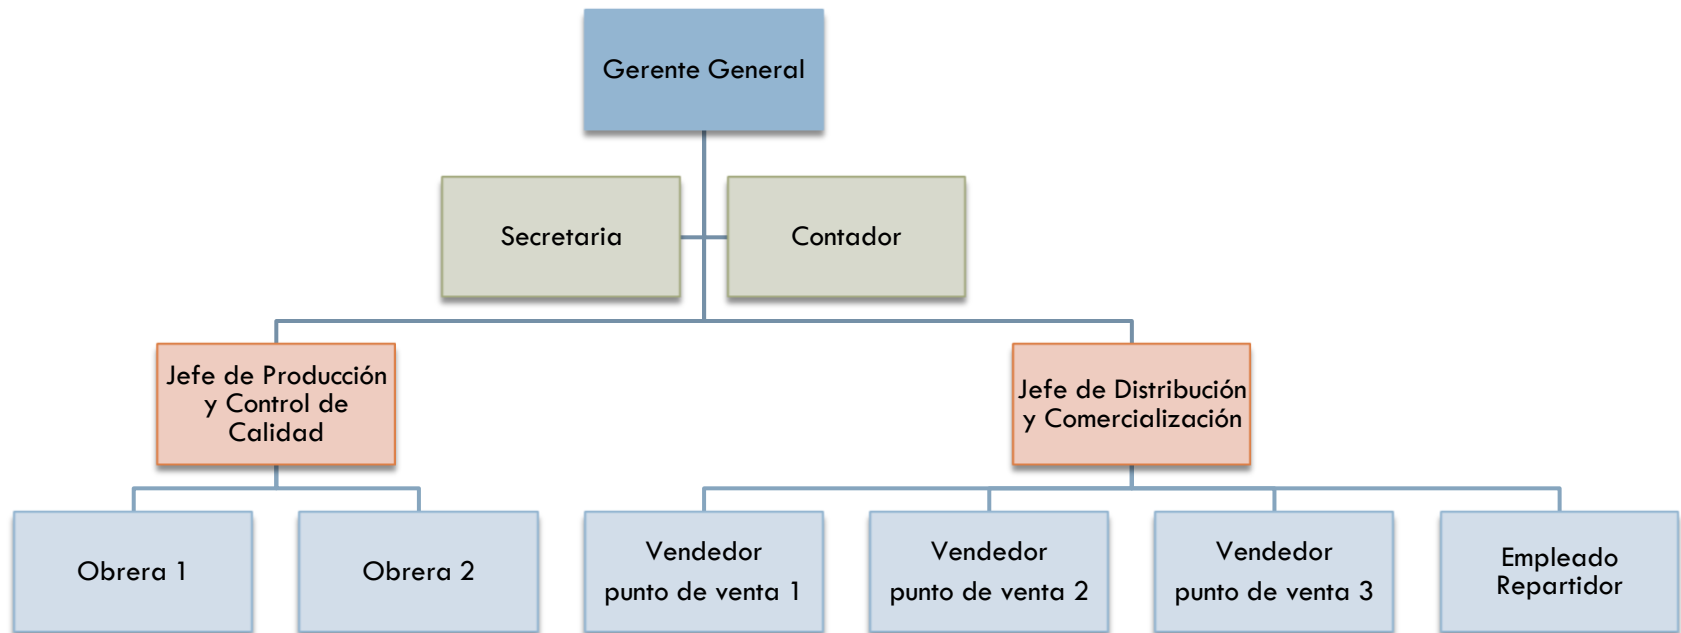 Gerente General
Secretaria
Contador
Jefe de Producción
y Control de
Calidad
Jefe de Distribución
y Comercialización
Obrera 1
Obrera 2
Vendedor
punto de venta 1
Vendedor
punto de venta 2
Vendedor
punto de venta 3
Empleado
Repartidor